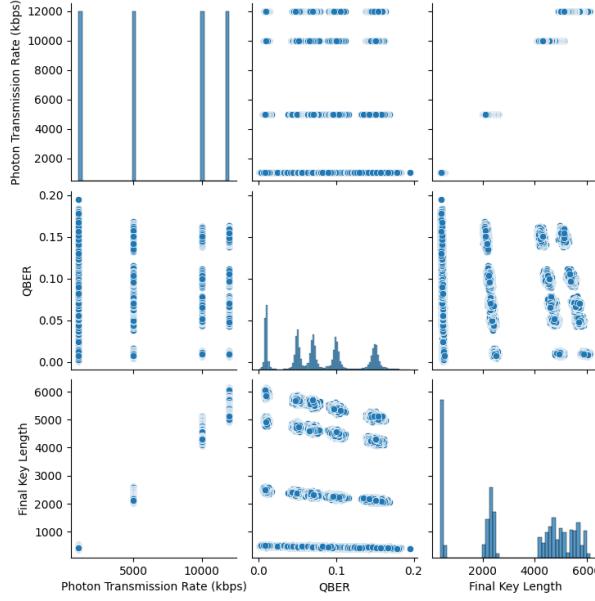 Photon Transmission Rate (kbps)
12000
10000
8000
6000
4000
2000
QBER
0.20
0.15
0.10
0.05
0.00
Final Key Length
6000
5000
4000
3000
2000
1000
5000 10000
Photon Transmission Rate (kbps)
0.0 0.1 0.2
QBER
0 2000 4000 6000
Final Key Length